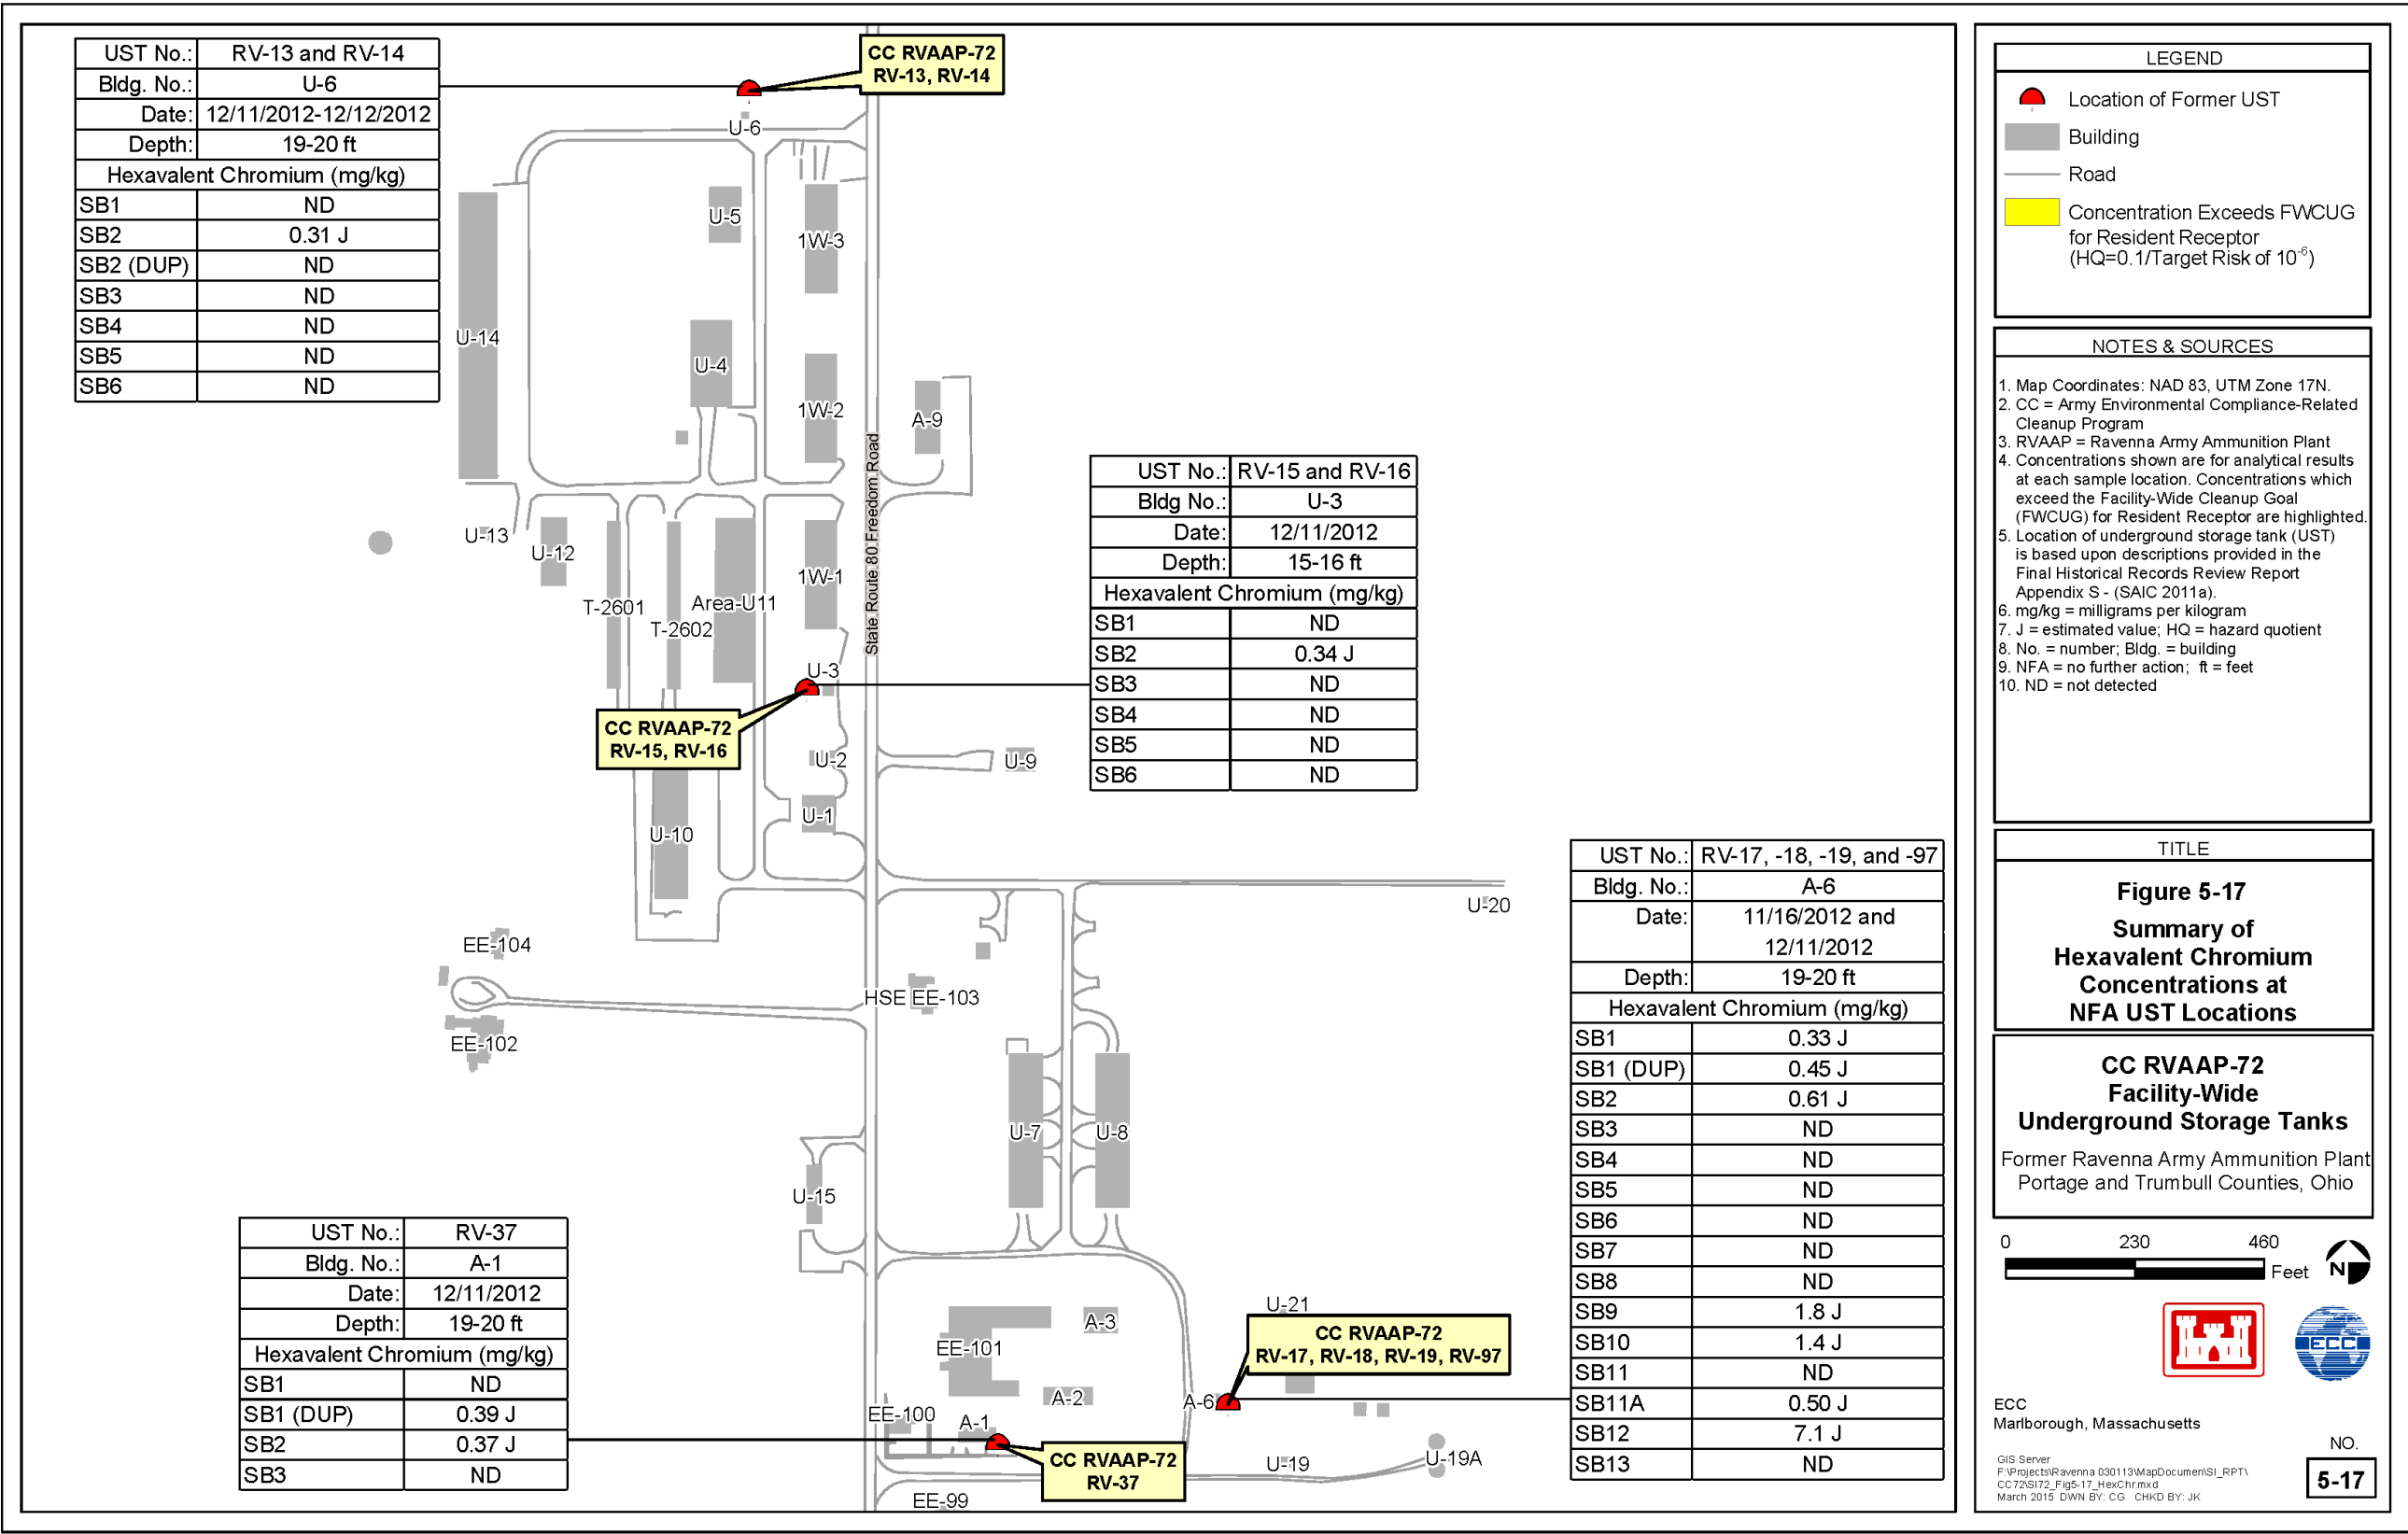 UST No.: RV-13 and RV-14
Bldg. No.: U-6
Date: 12/11/2012-12/12/2012
Depth: 19-20 ft
Hexavalent Chromium (mg/kg)
SB1 ND
SB2 0.31 J
SB2 (DUP) ND
SB3 ND
SB4 ND
SB5 ND
SB6 ND
CC RVAAP-72
RV-13, RV-14
U-6
U-5
1W-3
U-14
U-4
1W-2
A-9
State Route 80 Freedom Road
U-13
U-12
1W-1
T-2601
Area-U11
T-2602
U-3
CC RVAAP-72
RV-15, RV-16
U-2
U-9
U-1
U-10
UST No.: RV-15 and RV-16
Bldg No.: U-3
Date: 12/11/2012
Depth: 15-16 ft
Hexavalent Chromium (mg/kg)
SB1 ND
SB2 0.34 J
SB3 ND
SB4 ND
SB5 ND
SB6 ND
U-20
EE-104
HSE EE-103
EE-102
U-7
U-8
U-15
UST No.: RV-17, -18, -19, and -97
Bldg. No.: A-6
Date: 11/16/2012 and
12/11/2012
Depth: 19-20 ft
Hexavalent Chromium (mg/kg)
SB1 0.33 J
SB1 (DUP) 0.45 J
SB2 0.61 J
SB3 ND
SB4 ND
SB5 ND
SB6 ND
SB7 ND
SB8 ND
SB9 1.8 J
SB10 1.4 J
SB11 ND
SB11A 0.50 J
SB12 7.1 J
SB13 ND
UST No.: RV-37
Bldg. No.: A-1
Date: 12/11/2012
Depth: 19-20 ft
Hexavalent Chromium (mg/kg)
SB1 ND
SB1 (DUP) 0.39 J
SB2 0.37 J
SB3 ND
U-21
A-3
CC RVAAP-72
RV-17, RV-18, RV-19, RV-97
EE-101
A-2
A-6
EE-100
A-1
CC RVAAP-72
RV-37
U-19
U-19A
EE-99
LEGEND
Location of Former UST
Building
Road
Concentration Exceeds FWCUG
for Resident Receptor
(HQ=0.1/Target Risk of 10⁻⁶)
NOTES & SOURCES
1. Map Coordinates: NAD 83, UTM Zone 17N.
2. CC = Army Environmental Compliance-Related
Cleanup Program
3. RVAAP = Ravenna Army Ammunition Plant
4. Concentrations shown are for analytical results
at each sample location. Concentrations which
exceed the Facility-Wide Cleanup Goal
(FWCUG) for Resident Receptor are highlighted.
5. Location of underground storage tank (UST)
is based upon descriptions provided in the
Final Historical Records Review Report
Appendix S - (SAIC 2011a).
6. mg/kg = milligrams per kilogram
7. J = estimated value; HQ = hazard quotient
8. No. = number; Bldg. = building
9. NFA = no further action; ft = feet
10. ND = not detected
TITLE
Figure 5-17
Summary of
Hexavalent Chromium
Concentrations at
NFA UST Locations
CC RVAAP-72
Facility-Wide
Underground Storage Tanks
Former Ravenna Army Ammunition Plant
Portage and Trumbull Counties, Ohio
0 230 460
Feet
N
ECC
ECC
Marlborough, Massachusetts
GIS Server
F:\Projects\Ravenna 030113\MapDocumen\SI_RPT\
CC72\SI72_Fig5-17_HexChr.mxd
March 2015 DWN BY: CG CHKD BY: JK
NO.
5-17